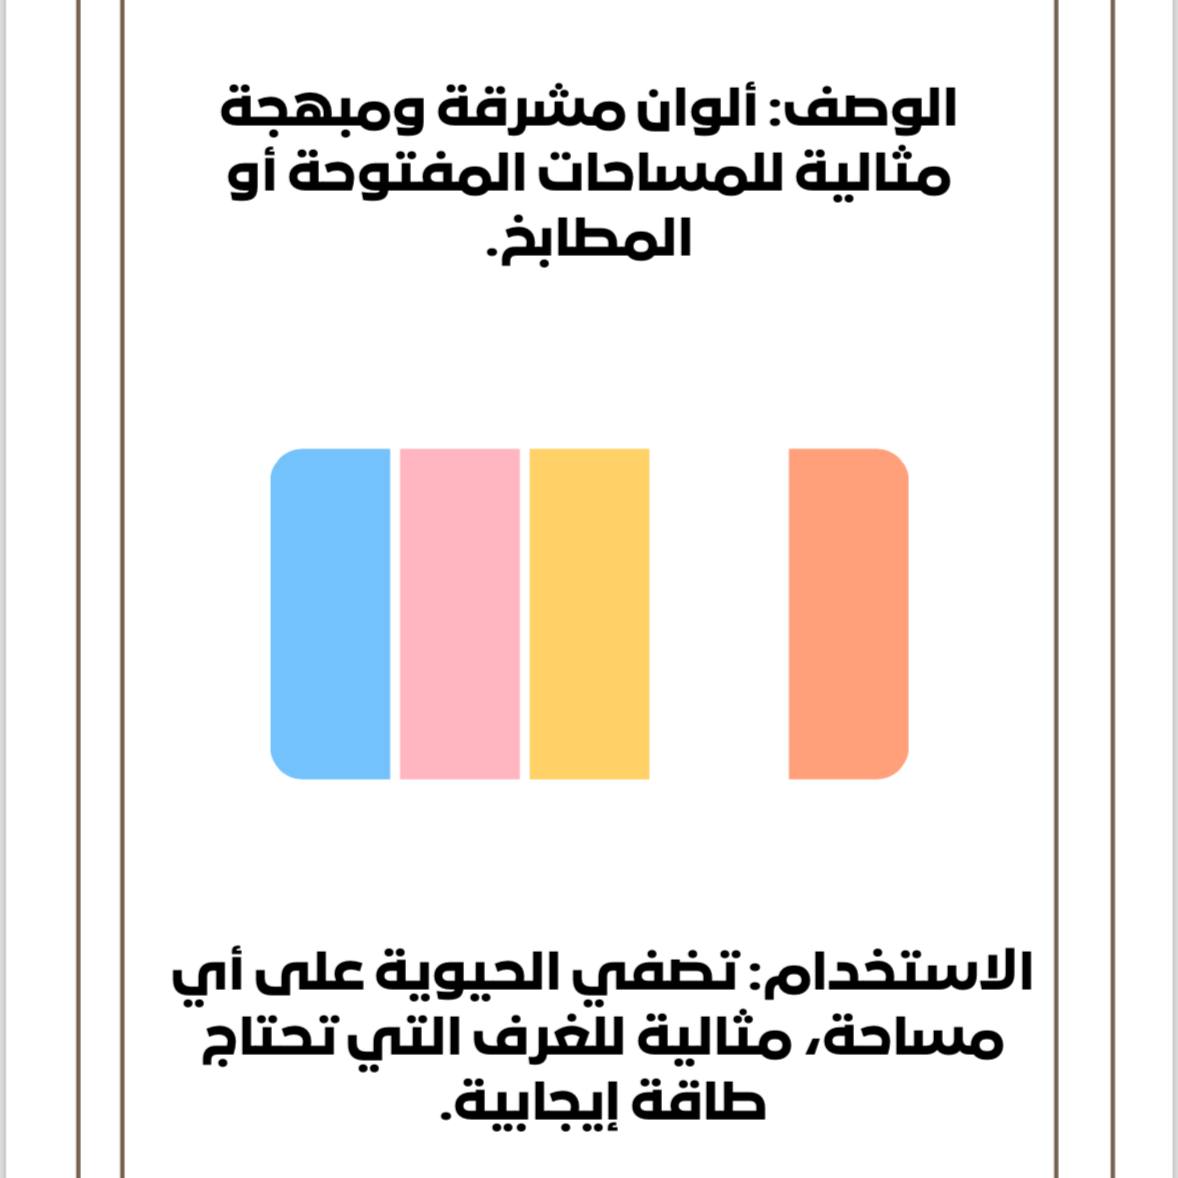 الوصف: ألوان مشرقة ومبهجة
مثالية للمساحات المفتوحة أو
المطابخ.
الاستخدام: تضفي الحيوية على أي
مساحة، مثالية للغرف التي تحتاج
طاقة إيجابية.